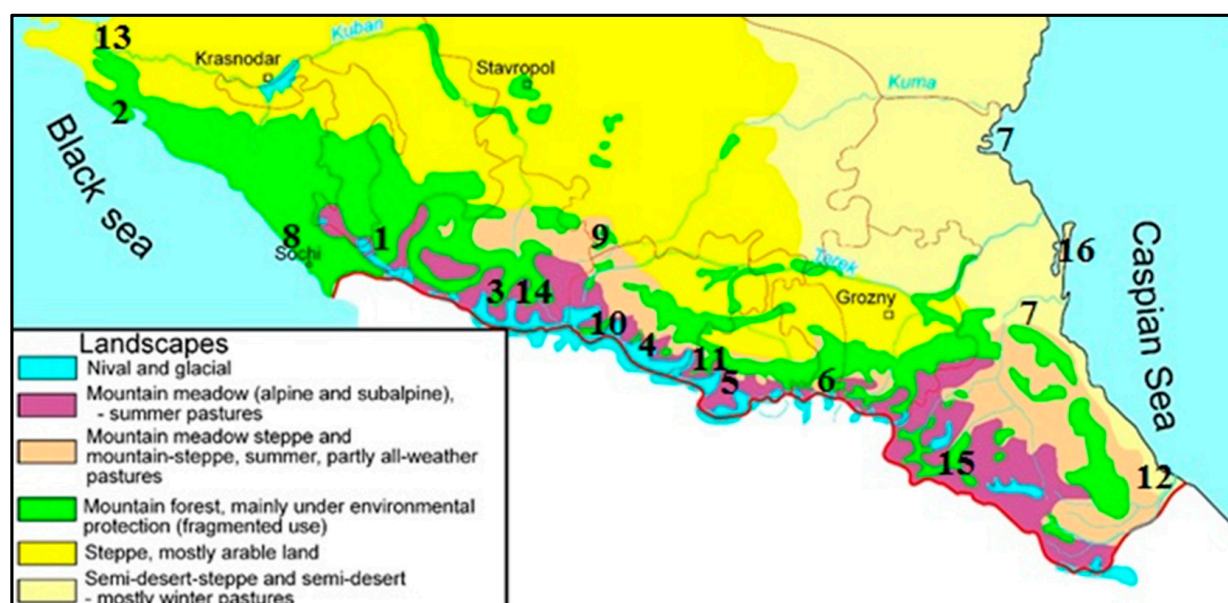 13
Kuban
Krasnodar
Stavropol
2
Kuma
7
Black sea
8
1
Sochi
9
16
Terek
Caspian Sea
3 14
Grozny
7
10
4
11
5
6
15
12
Landscapes
Nival and glacial
Mountain meadow (alpine and subalpine),
- summer pastures
Mountain meadow steppe and
mountain-steppe, summer, partly all-weather
pastures
Mountain forest, mainly under environmental
protection (fragmented use)
Steppe, mostly arable land
Semi-desert-steppe and semi-desert
- mostly winter pastures